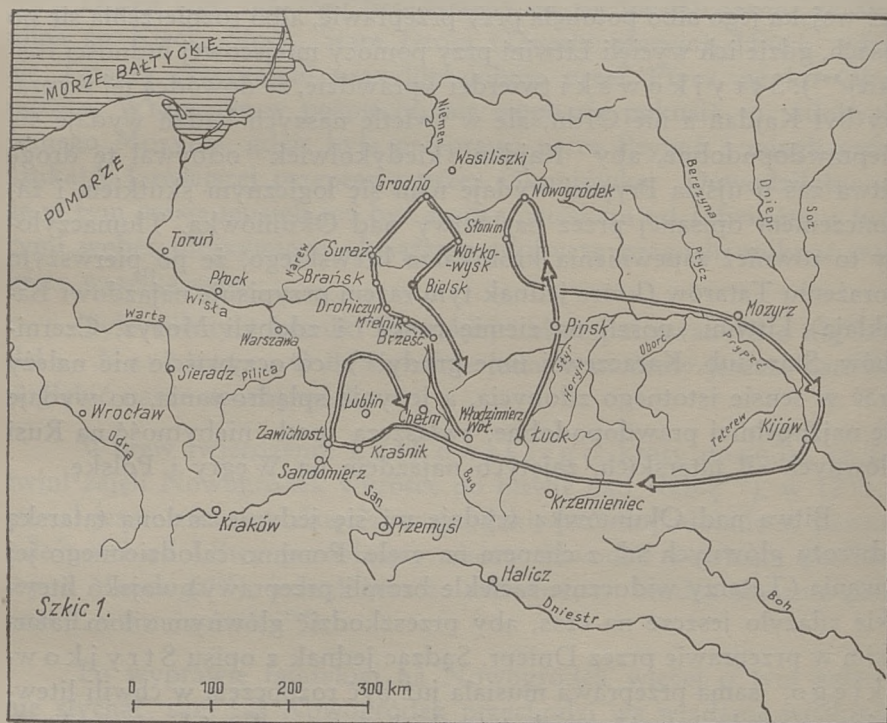 MORZE BAŁTYCKIE
POMORZE
Niemen
Wasiliszki
Grodno
Nowogródek
Berezyna
Dniepr
Soż
Toruń
Słonim
Suraż
Wołko-
wysk
Ptycz
Narew
Brańsk
Płock
Wisła
Bielsk
Drohiczyn
Mielnik
Mozyrz
Warta
Warszawa
Brześć
Pińsk
Prypeć
Oborc
Styr
Horyń
Sieradz
Pilica
Lublin
Chełm
Włodzimierz
Woł.
Wrocław
Odra
Zawichost
Kraśnik
Łuck
Teterew
Kijów
Sandomierz
San
Bug
Krzemieniec
Kraków
Przemyśl
Halicz
Dniestr
Boh
Szkic 1.
0 100 200 300 km